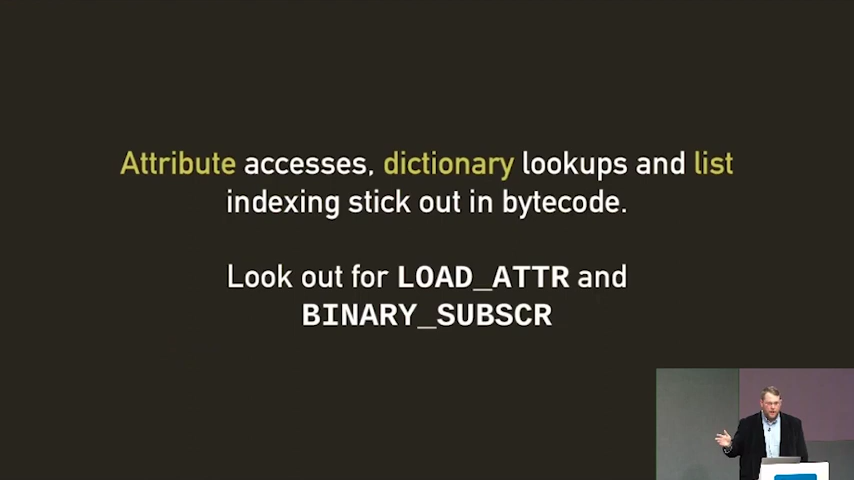 Attribute accesses, dictionary lookups and list
indexing stick out in bytecode.
Look out for LOAD_ATTR and
BINARY_SUBSCR